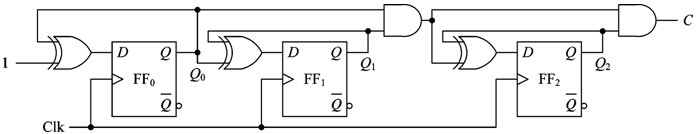 C
D Q D Q D Q
1 FF0 Q0 FF1 Q1 FF2 Q2
Q̅ Q̅ Q̅
Clk